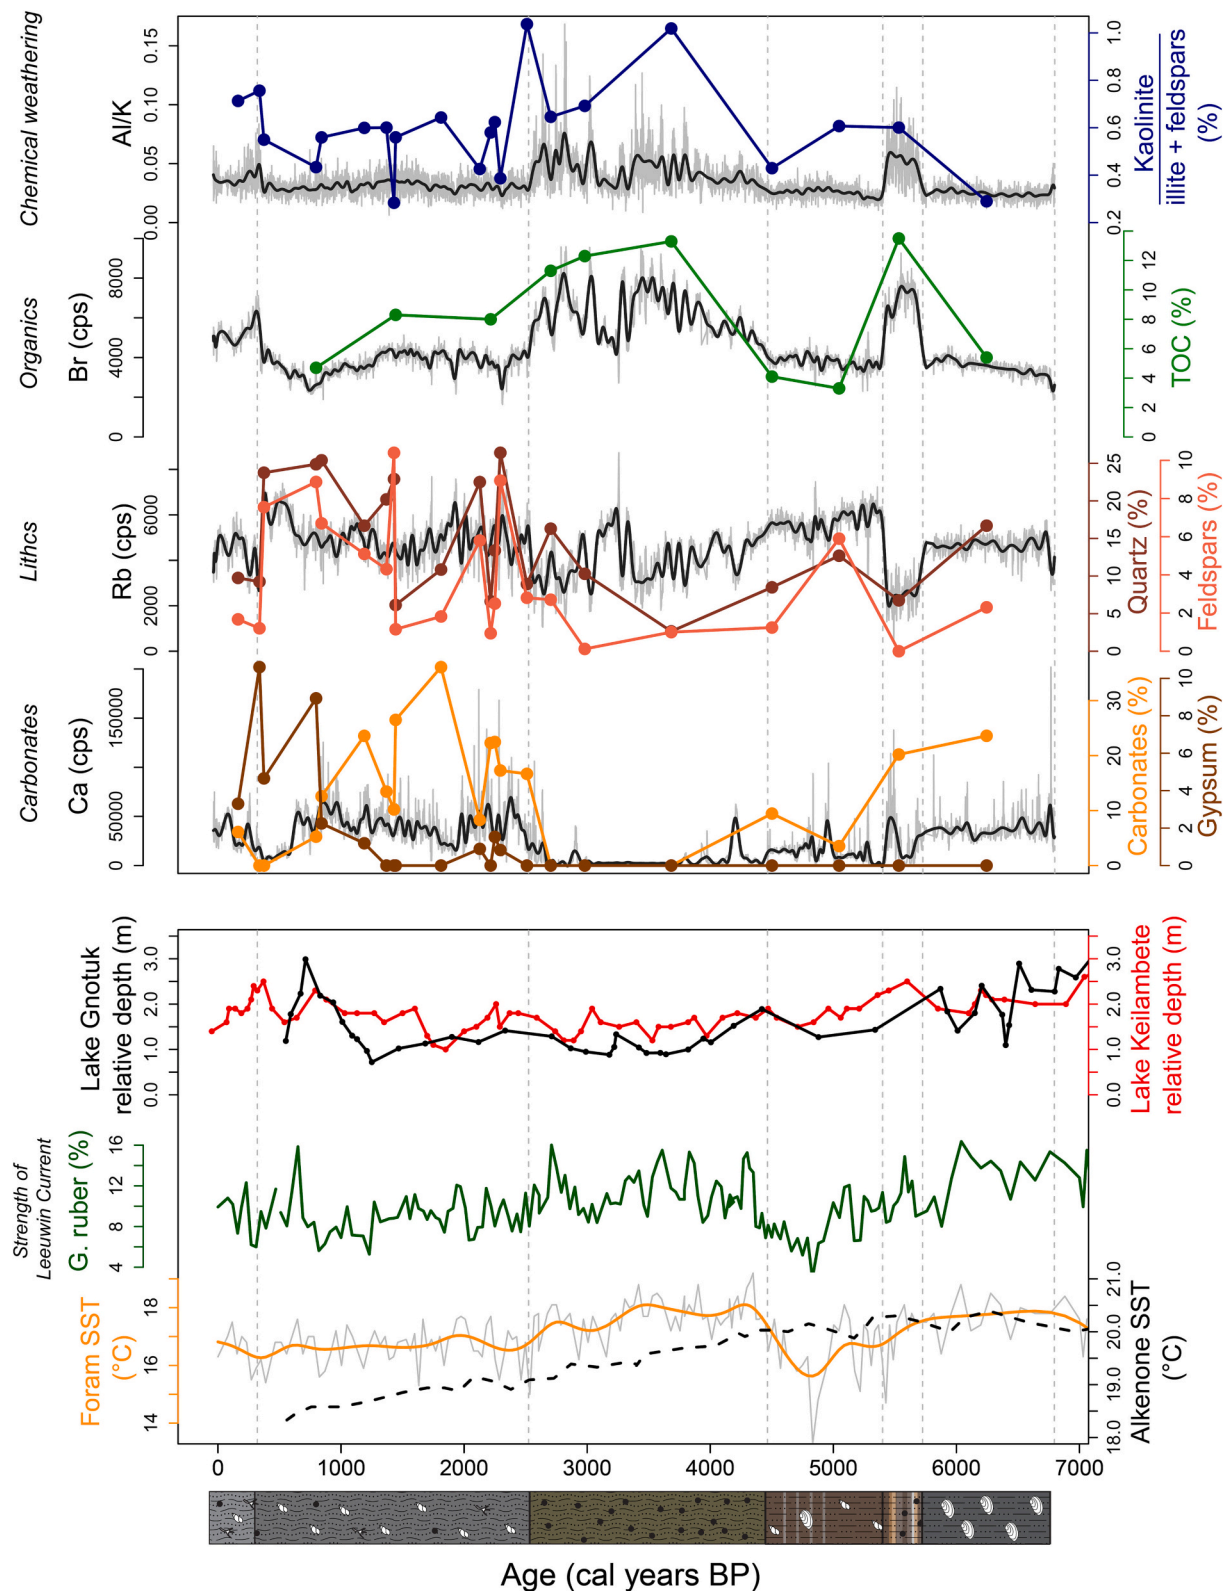 Chemical weathering
Al/K
0.00
0.05
0.10
0.15
Kaolinite
illite + feldspars
(%)
0.2
0.4
0.6
0.8
1.0
Organics
Br (cps)
0
4000
8000
TOC (%)
0
2
4
6
8
10
12
Lithcs
Rb (cps)
2000
6000
Quartz (%)
0
5
10
15
20
25
Feldspars (%)
0
2
4
6
8
10
Carbonates
Ca (cps)
0
50000
150000
Carbonates (%)
0
10
20
30
Gypsum (%)
0
2
4
6
8
10
Lake Gnotuk
relative depth (m)
0.0
1.0
2.0
3.0
Lake Keilambete
relative depth (m)
0.0
1.0
2.0
3.0
Strength of
Leeuwin Current
G. ruber (%)
4
8
12
16
Foram SST
(°C)
14
16
18
Alkenone SST
(°C)
18.0
19.0
20.0
21.0
0
1000
2000
3000
4000
5000
6000
7000
Age (cal years BP)